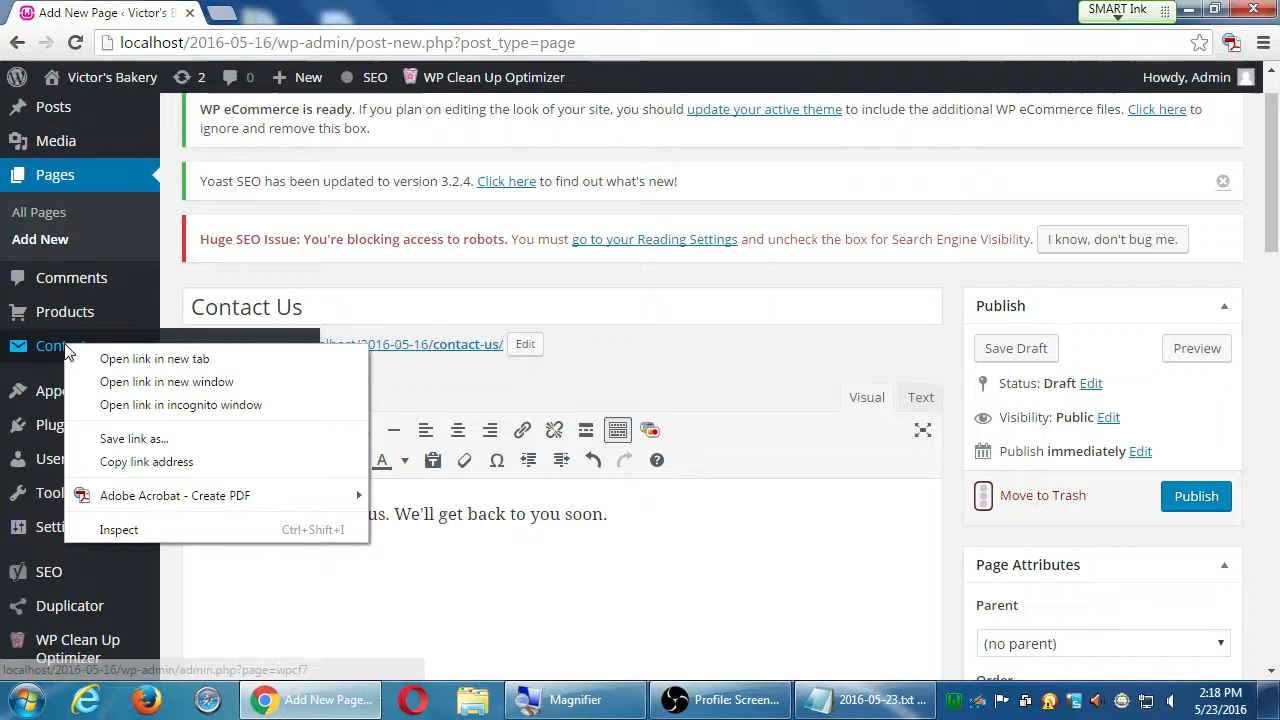 Add New Page ‹ Victor's B
SMART Ink
localhost/2016-05-16/wp-admin/post-new.php?post_type=page
Victor's Bakery
2
0
New
SEO
WP Clean Up Optimizer
Howdy, Admin
Posts
Media
Pages
All Pages
Add New
Comments
Products
SEO
Duplicator
WP Clean Up
Optimizer
WP eCommerce is ready. If you plan on editing the look of your site, you should update your active theme to include the additional WP eCommerce files. Click here to
ignore and remove this box.
Yoast SEO has been updated to version 3.2.4. Click here to find out what's new!
Huge SEO Issue: You're blocking access to robots. You must go to your Reading Settings and uncheck the box for Search Engine Visibility.
I know, don't bug me.
Contact Us
lhost/2016-05-16/contact-us/
Edit
Open link in new tab
Open link in new window
Open link in incognito window
Save link as...
Copy link address
Adobe Acrobat - Create PDF
Inspect
Ctrl+Shift+I
Visual
Text
us. We'll get back to you soon.
Publish
Save Draft
Preview
Status: Draft Edit
Visibility: Public Edit
Publish immediately Edit
Move to Trash
Publish
Page Attributes
Parent
(no parent)
localhost/2016-05-16/wp-admin/admin.php?page=wpcf7
Add New Page...
Magnifier
Profile: Screen...
2016-05-23.txt ...
2:18 PM
5/23/2016